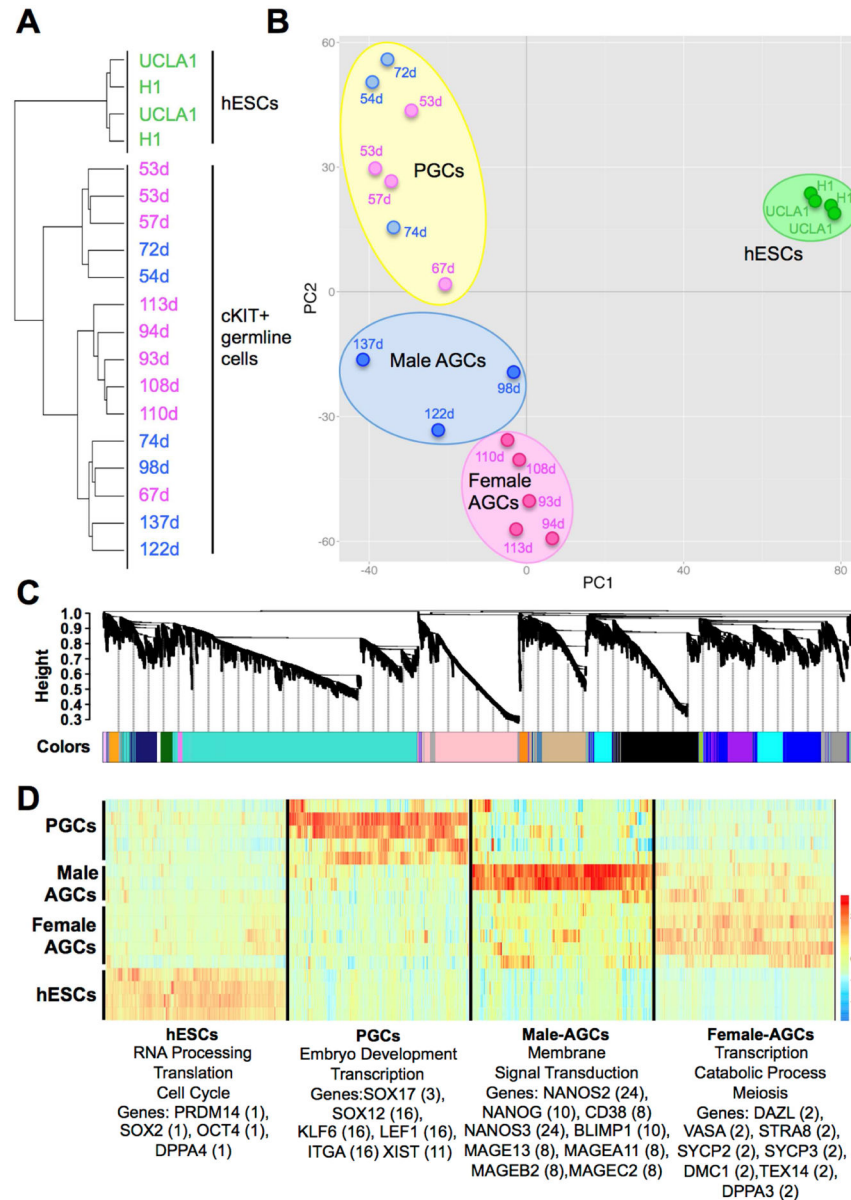 A
UCLA1
H1
UCLA1
H1
hESCs
53d
53d
57d
72d
54d
113d
94d
93d
108d
110d
74d
98d
67d
137d
122d
cKIT+
germline
cells
B
60
30
0
-30
-60
PC2
72d
54d
53d
53d
PGCs
57d
74d
67d
H1
UCLA1 H1
UCLA1
hESCs
137d
Male AGCs
98d
122d
110d
108d
Female
AGCs
93d
94d
113d
-40
0
40
80
PC1
C
Height
1.0
0.9
0.8
0.7
0.6
0.5
0.4
0.3
Colors
D
PGCs
Male
AGCs
Female
AGCs
hESCs
hESCs
RNA Processing
Translation
Cell Cycle
Genes: PRDM14 (1),
SOX2 (1), OCT4 (1),
DPPA4 (1)
PGCs
Embryo Development
Transcription
Genes:SOX17 (3),
SOX12 (16),
KLF6 (16), LEF1 (16),
ITGA (16) XIST (11)
Male-AGCs
Membrane
Signal Transduction
Genes: NANOS2 (24),
NANOG (10), CD38 (8)
NANOS3 (24), BLIMP1 (10),
MAGE13 (8), MAGEA11 (8),
MAGEB2 (8),MAGEC2 (8)
Female-AGCs
Transcription
Catabolic Process
Meiosis
Genes: DAZL (2),
VASA (2), STRA8 (2),
SYCP2 (2), SYCP3 (2),
DMC1 (2),TEX14 (2),
DPPA3 (2)